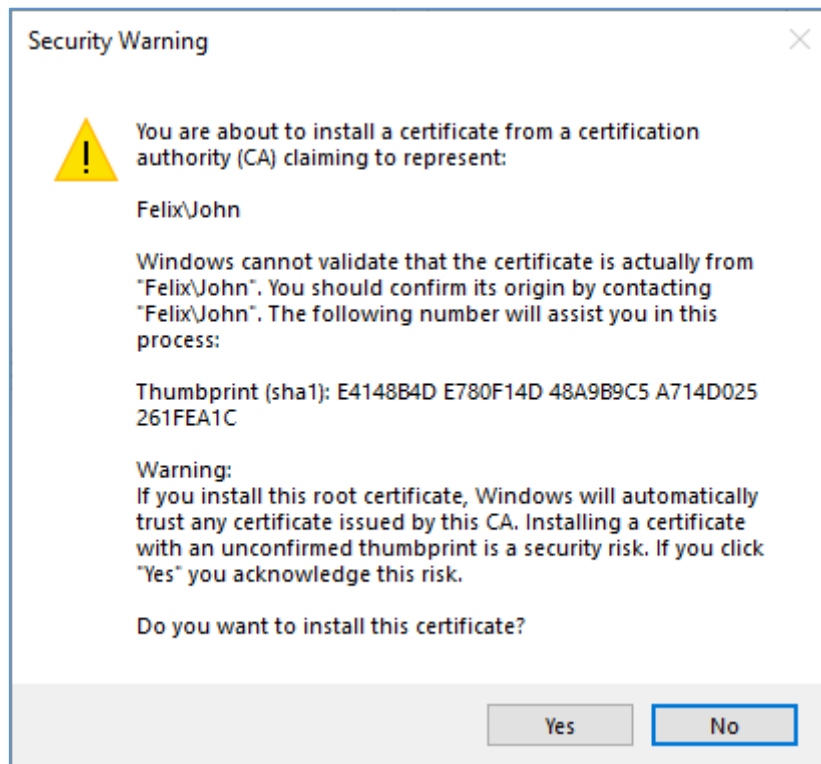 Security Warning
You are about to install a certificate from a certification
authority (CA) claiming to represent:
Felix\John
Windows cannot validate that the certificate is actually from
"Felix\John". You should confirm its origin by contacting
"Felix\John". The following number will assist you in this
process:
Thumbprint (sha1): E4148B4D E780F14D 48A9B9C5 A714D025
261FEA1C
Warning:
If you install this root certificate, Windows will automatically
trust any certificate issued by this CA. Installing a certificate
with an unconfirmed thumbprint is a security risk. If you click
"Yes" you acknowledge this risk.
Do you want to install this certificate?
Yes No